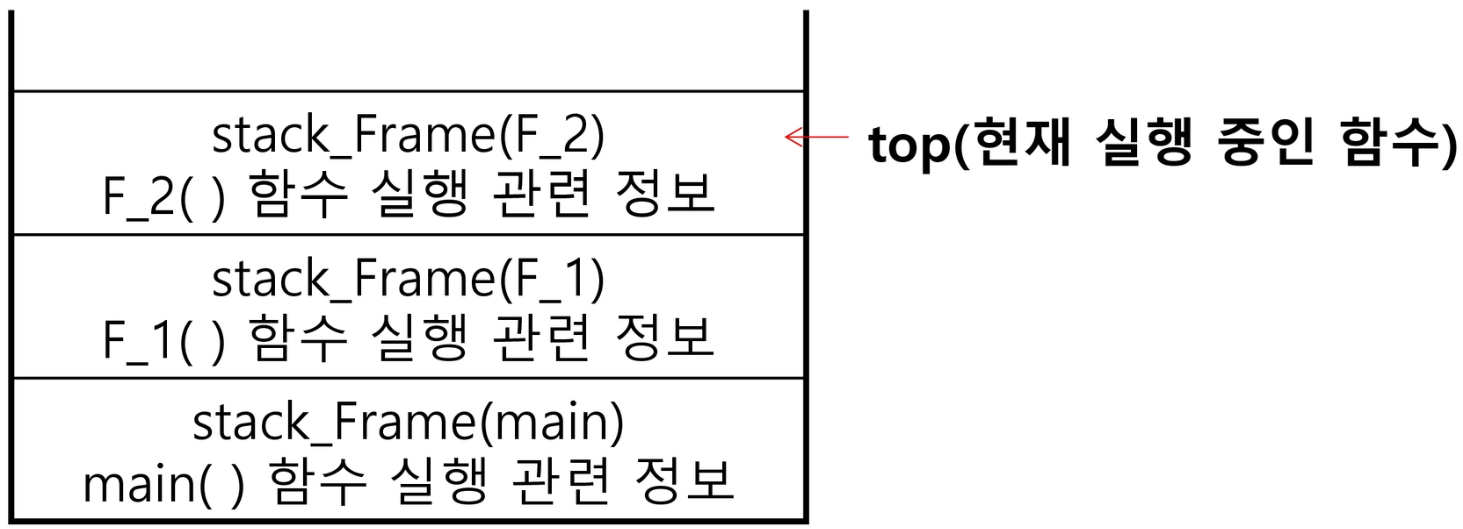 stack_Frame(F_2)
F_2( ) 함수 실행 관련 정보
top(현재 실행 중인 함수)
stack_Frame(F_1)
F_1( ) 함수 실행 관련 정보
stack_Frame(main)
main( ) 함수 실행 관련 정보